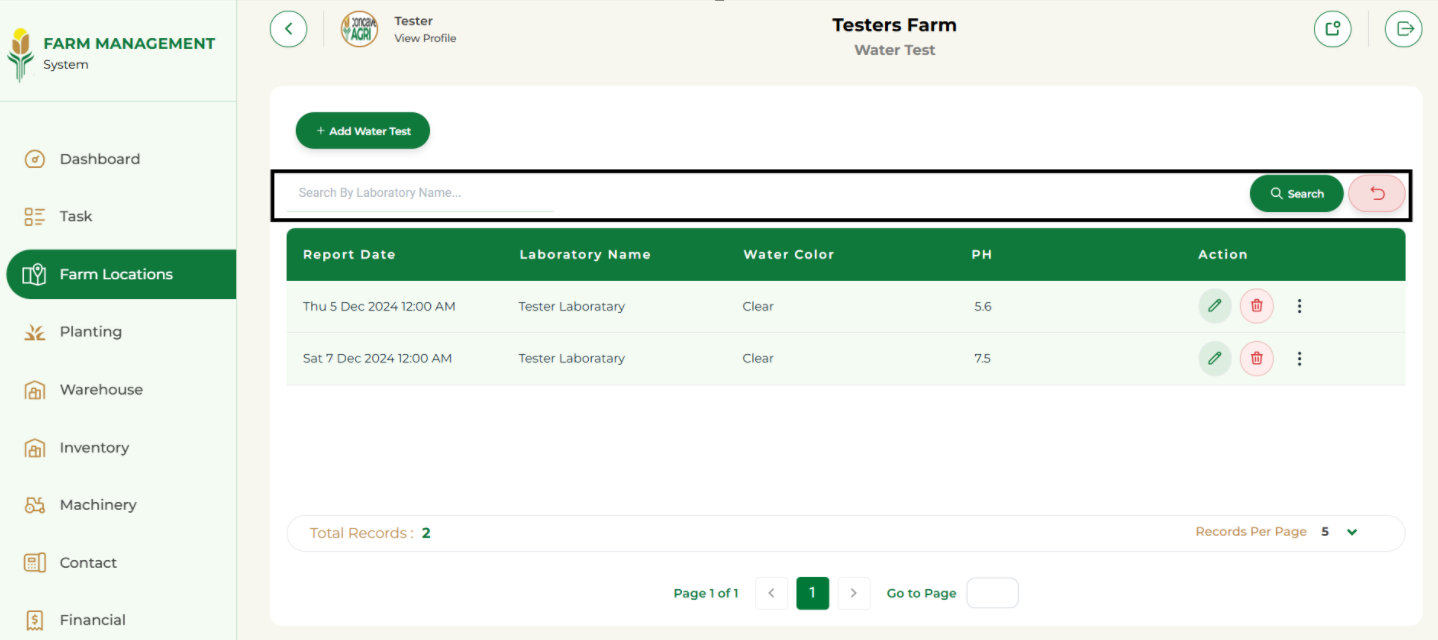 FARM MANAGEMENT
System
Tester
View Profile
Testers Farm
Water Test
Dashboard
Task
Farm Locations
Planting
Warehouse
Inventory
Machinery
Contact
Financial
+ Add Water Test
Search By Laboratory Name...
Search
Report Date Laboratory Name Water Color PH Action
Thu 5 Dec 2024 12:00 AM Tester Laboratary Clear 5.6
Sat 7 Dec 2024 12:00 AM Tester Laboratary Clear 7.5
Total Records : 2
Records Per Page 5
Page 1 of 1 < 1 > Go to Page